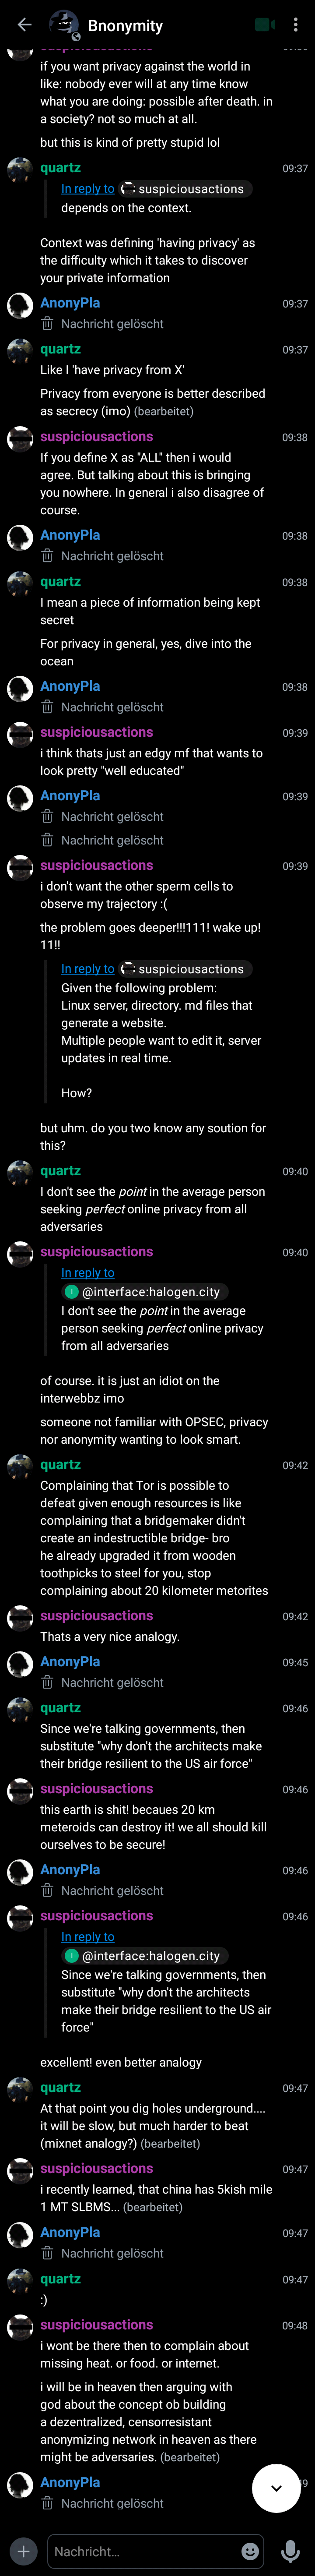 Bnonymity
if you want privacy against the world in
like: nobody ever will at any time know
what you are doing: possible after death. in
a society? not so much at all.
but this is kind of pretty stupid lol
quartz 09:37
In reply to suspiciousactions
depends on the context.
Context was defining 'having privacy' as
the difficulty which it takes to discover
your private information
AnonyPla 09:37
Nachricht gelöscht
quartz 09:37
Like I 'have privacy from X'
Privacy from everyone is better described
as secrecy (imo) (bearbeitet)
suspiciousactions 09:38
If you define X as "ALL" then i would
agree. But talking about this is bringing
you nowhere. In general i also disagree of
course.
AnonyPla 09:38
Nachricht gelöscht
quartz 09:38
I mean a piece of information being kept
secret
For privacy in general, yes, dive into the
ocean
AnonyPla 09:38
Nachricht gelöscht
suspiciousactions 09:39
i think thats just an edgy mf that wants to
look pretty "well educated"
AnonyPla 09:39
Nachricht gelöscht
Nachricht gelöscht
suspiciousactions 09:39
i don't want the other sperm cells to
observe my trajectory :(
the problem goes deeper!!!111! wake up!
11!!
In reply to suspiciousactions
Given the following problem:
Linux server, directory. md files that
generate a website.
Multiple people want to edit it, server
updates in real time.
How?
but uhm. do you two know any soution for
this?
quartz 09:40
I don't see the point in the average person
seeking perfect online privacy from all
adversaries
suspiciousactions 09:40
In reply to
I @interface:halogen.city
I don't see the point in the average
person seeking perfect online privacy
from all adversaries
of course. it is just an idiot on the
interwebbz imo
someone not familiar with OPSEC, privacy
nor anonymity wanting to look smart.
quartz 09:42
Complaining that Tor is possible to
defeat given enough resources is like
complaining that a bridgemaker didn't
create an indestructible bridge- bro
he already upgraded it from wooden
toothpicks to steel for you, stop
complaining about 20 kilometer metorites
suspiciousactions 09:42
Thats a very nice analogy.
AnonyPla 09:45
Nachricht gelöscht
quartz 09:46
Since we're talking governments, then
substitute "why don't the architects make
their bridge resilient to the US air force"
suspiciousactions 09:46
this earth is shit! becaues 20 km
meteroids can destroy it! we all should kill
ourselves to be secure!
AnonyPla 09:46
Nachricht gelöscht
suspiciousactions 09:46
In reply to
I @interface:halogen.city
Since we're talking governments, then
substitute "why don't the architects
make their bridge resilient to the US air
force"
excellent! even better analogy
quartz 09:47
At that point you dig holes underground....
it will be slow, but much harder to beat
(mixnet analogy?) (bearbeitet)
suspiciousactions 09:47
i recently learned, that china has 5kish mile
1 MT SLBMS... (bearbeitet)
AnonyPla 09:47
Nachricht gelöscht
quartz 09:47
:)
suspiciousactions 09:48
i wont be there then to complain about
missing heat. or food. or internet.
i will be in heaven then arguing with
god about the concept ob building
a dezentralized, censorresistant
anonymizing network in heaven as there
might be adversaries. (bearbeitet)
AnonyPla
Nachricht gelöscht
Nachricht...